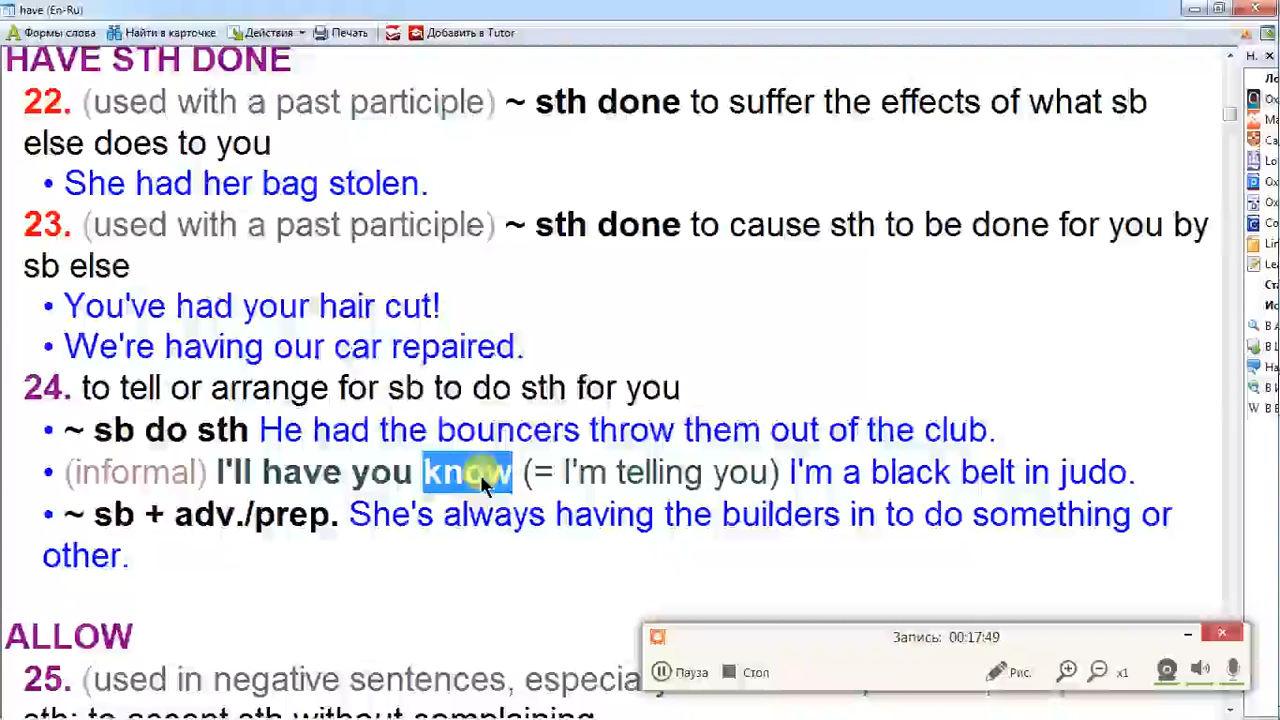 have (En-Ru)
Формы слова Найти в карточке Действия Печать Добавить в Tutor
HAVE STH DONE
22. (used with a past participle) ~ sth done to suffer the effects of what sb
else does to you
• She had her bag stolen.
23. (used with a past participle) ~ sth done to cause sth to be done for you by
sb else
• You've had your hair cut!
• We're having our car repaired.
24. to tell or arrange for sb to do sth for you
• ~ sb do sth He had the bouncers throw them out of the club.
• (informal) I'll have you know (= I'm telling you) I'm a black belt in judo.
• ~ sb + adv./prep. She's always having the builders in to do something or
other.
ALLOW
25. (used in negative sentences, especia
sth; to accept sth without complaining
Запись: 00:17:49
Пауза Стоп Рис. x1
Н.